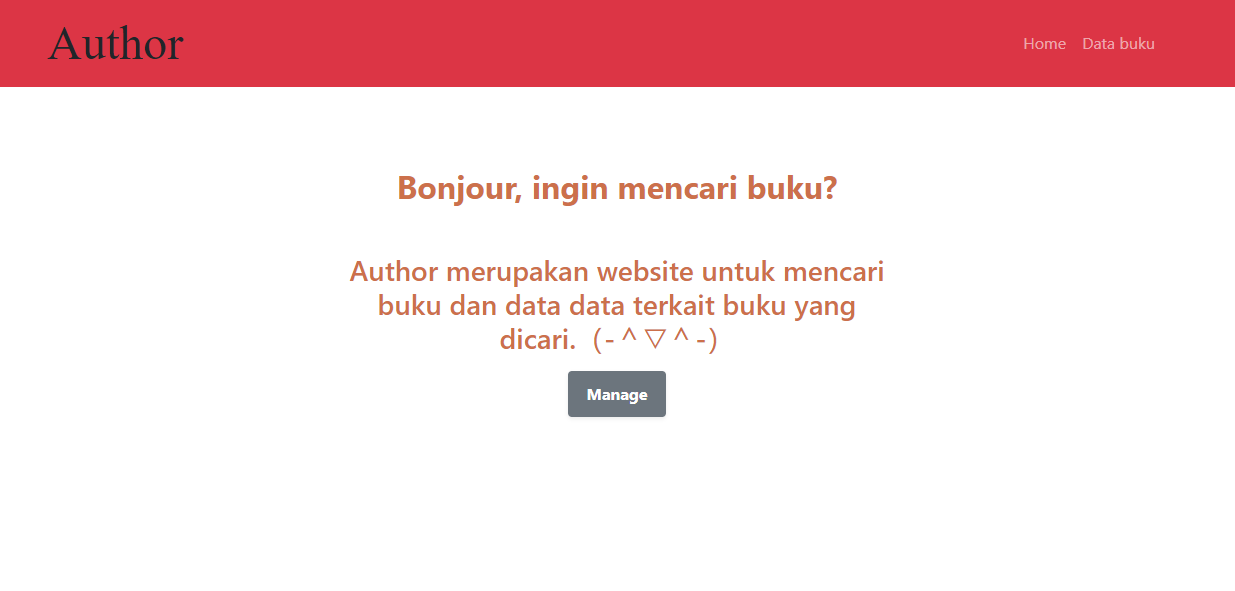 Author
Home
Data buku
Bonjour, ingin mencari buku?
Author merupakan website untuk mencari
buku dan data data terkait buku yang
dicari. (-＾▽＾-)
Manage